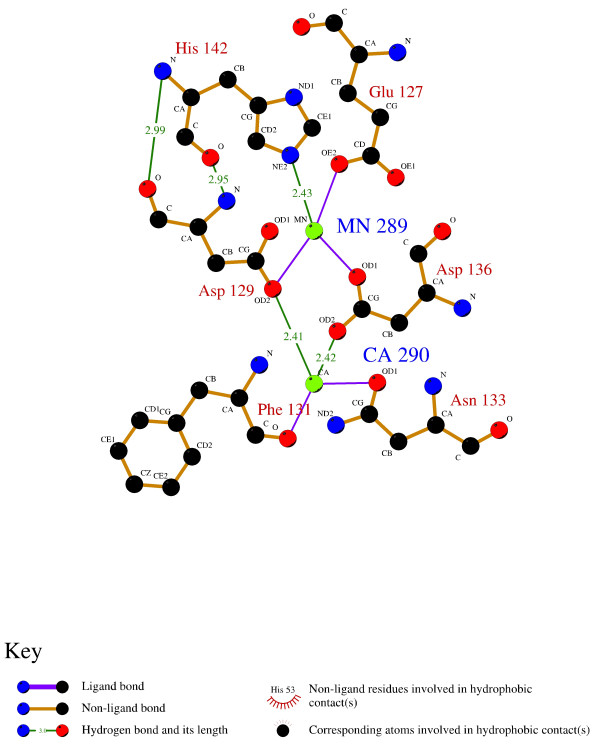 O C
CA N
His 142
N CB ND1
CB Glu 127
CA CG CE1 CG
2.99 C CD2 CD
O NE2 OE2 OE1
O 2.95 N 2.43
C CA OD1 MN MN 289 O
CB CG OD1 C
Asp 129 OD2 Asp 136
CG CA
OD2 CB N
2.41 2.42 CA 290
N CA OD1 N
CB
CA Phe 131 CG Asn 133
CD1 CG C O ND2 CA O
CE1 CD2 CB C
CZ CE2
Key
Ligand bond
Non-ligand bond
3.0 Hydrogen bond and its length
His 53 Non-ligand residues involved in hydrophobic
contact(s)
Corresponding atoms involved in hydrophobic contact(s)